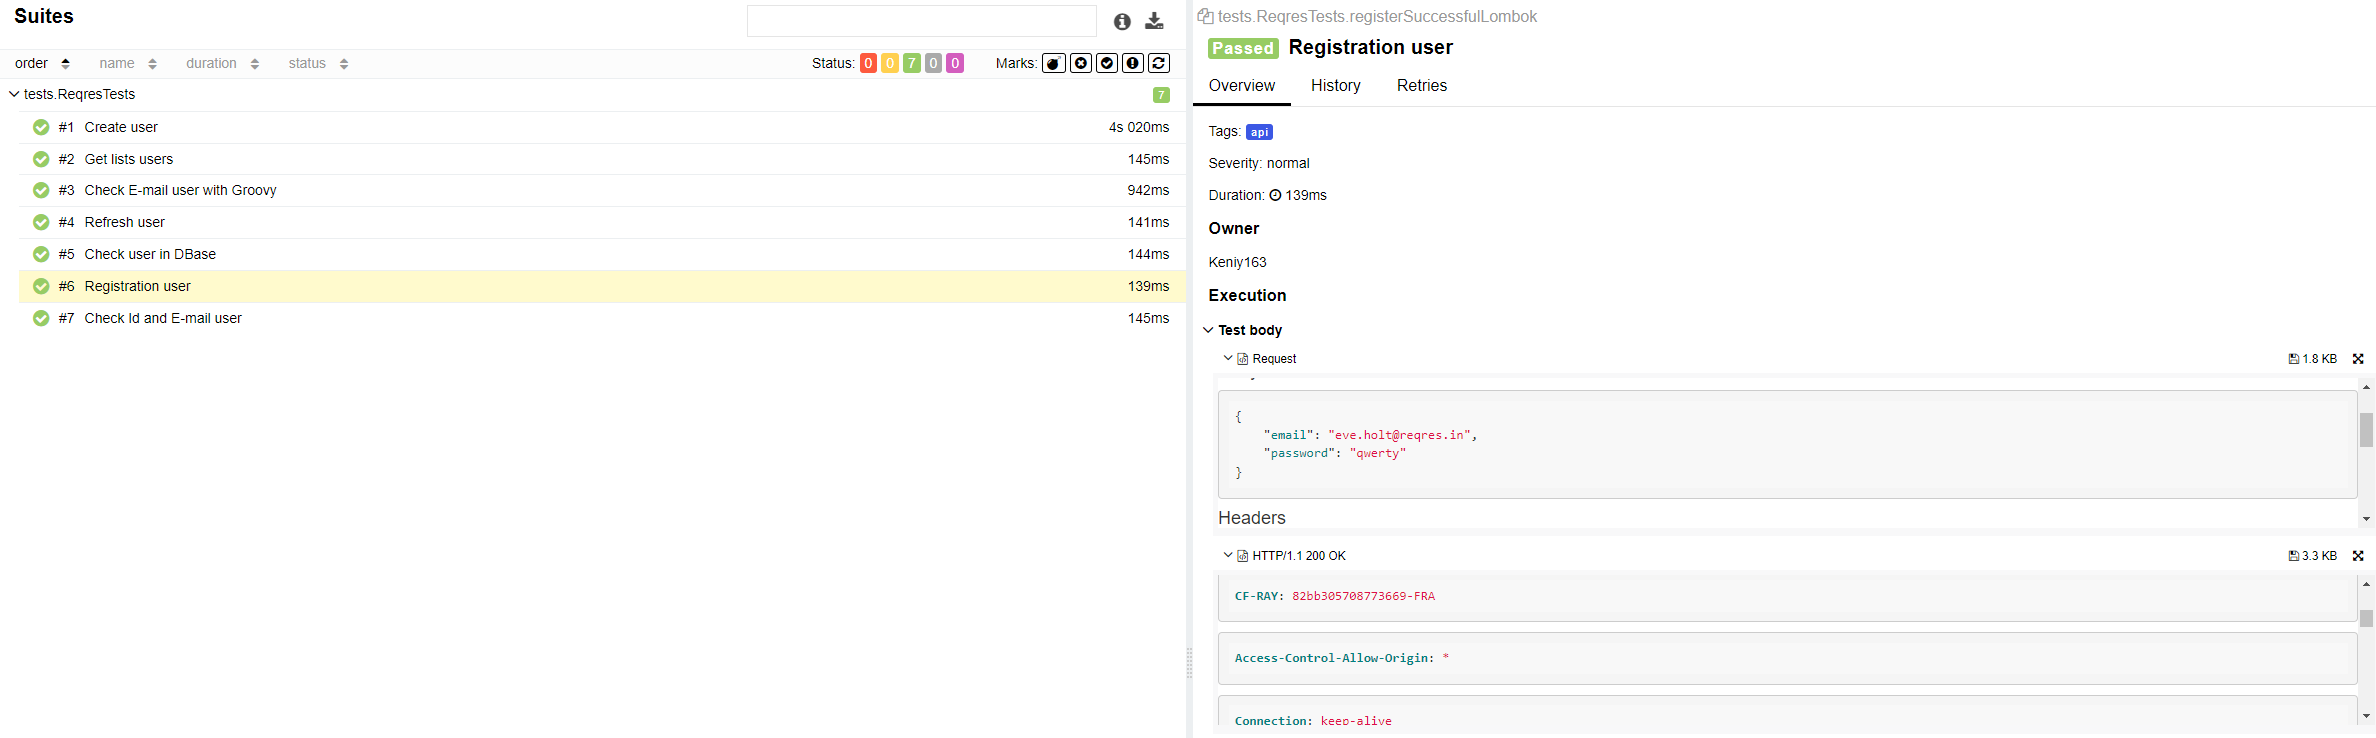 Suites
order name duration status
Status: 0 0 7 0 0 Marks:
tests.ReqresTests 7
#1 Create user 4s 020ms
#2 Get lists users 145ms
#3 Check E-mail user with Groovy 942ms
#4 Refresh user 141ms
#5 Check user in DBase 144ms
#6 Registration user 139ms
#7 Check Id and E-mail user 145ms
tests.ReqresTests.registerSuccessfulLombok
Passed Registration user
Overview History Retries
Tags: api
Severity: normal
Duration: 139ms
Owner
Keniy163
Execution
Test body
Request 1.8 KB
{
"email": "eve.holt@reqres.in",
"password": "qwerty"
}
Headers
HTTP/1.1 200 OK 3.3 KB
CF-RAY: 82bb305708773669-FRA
Access-Control-Allow-Origin: *
Connection: keep-alive